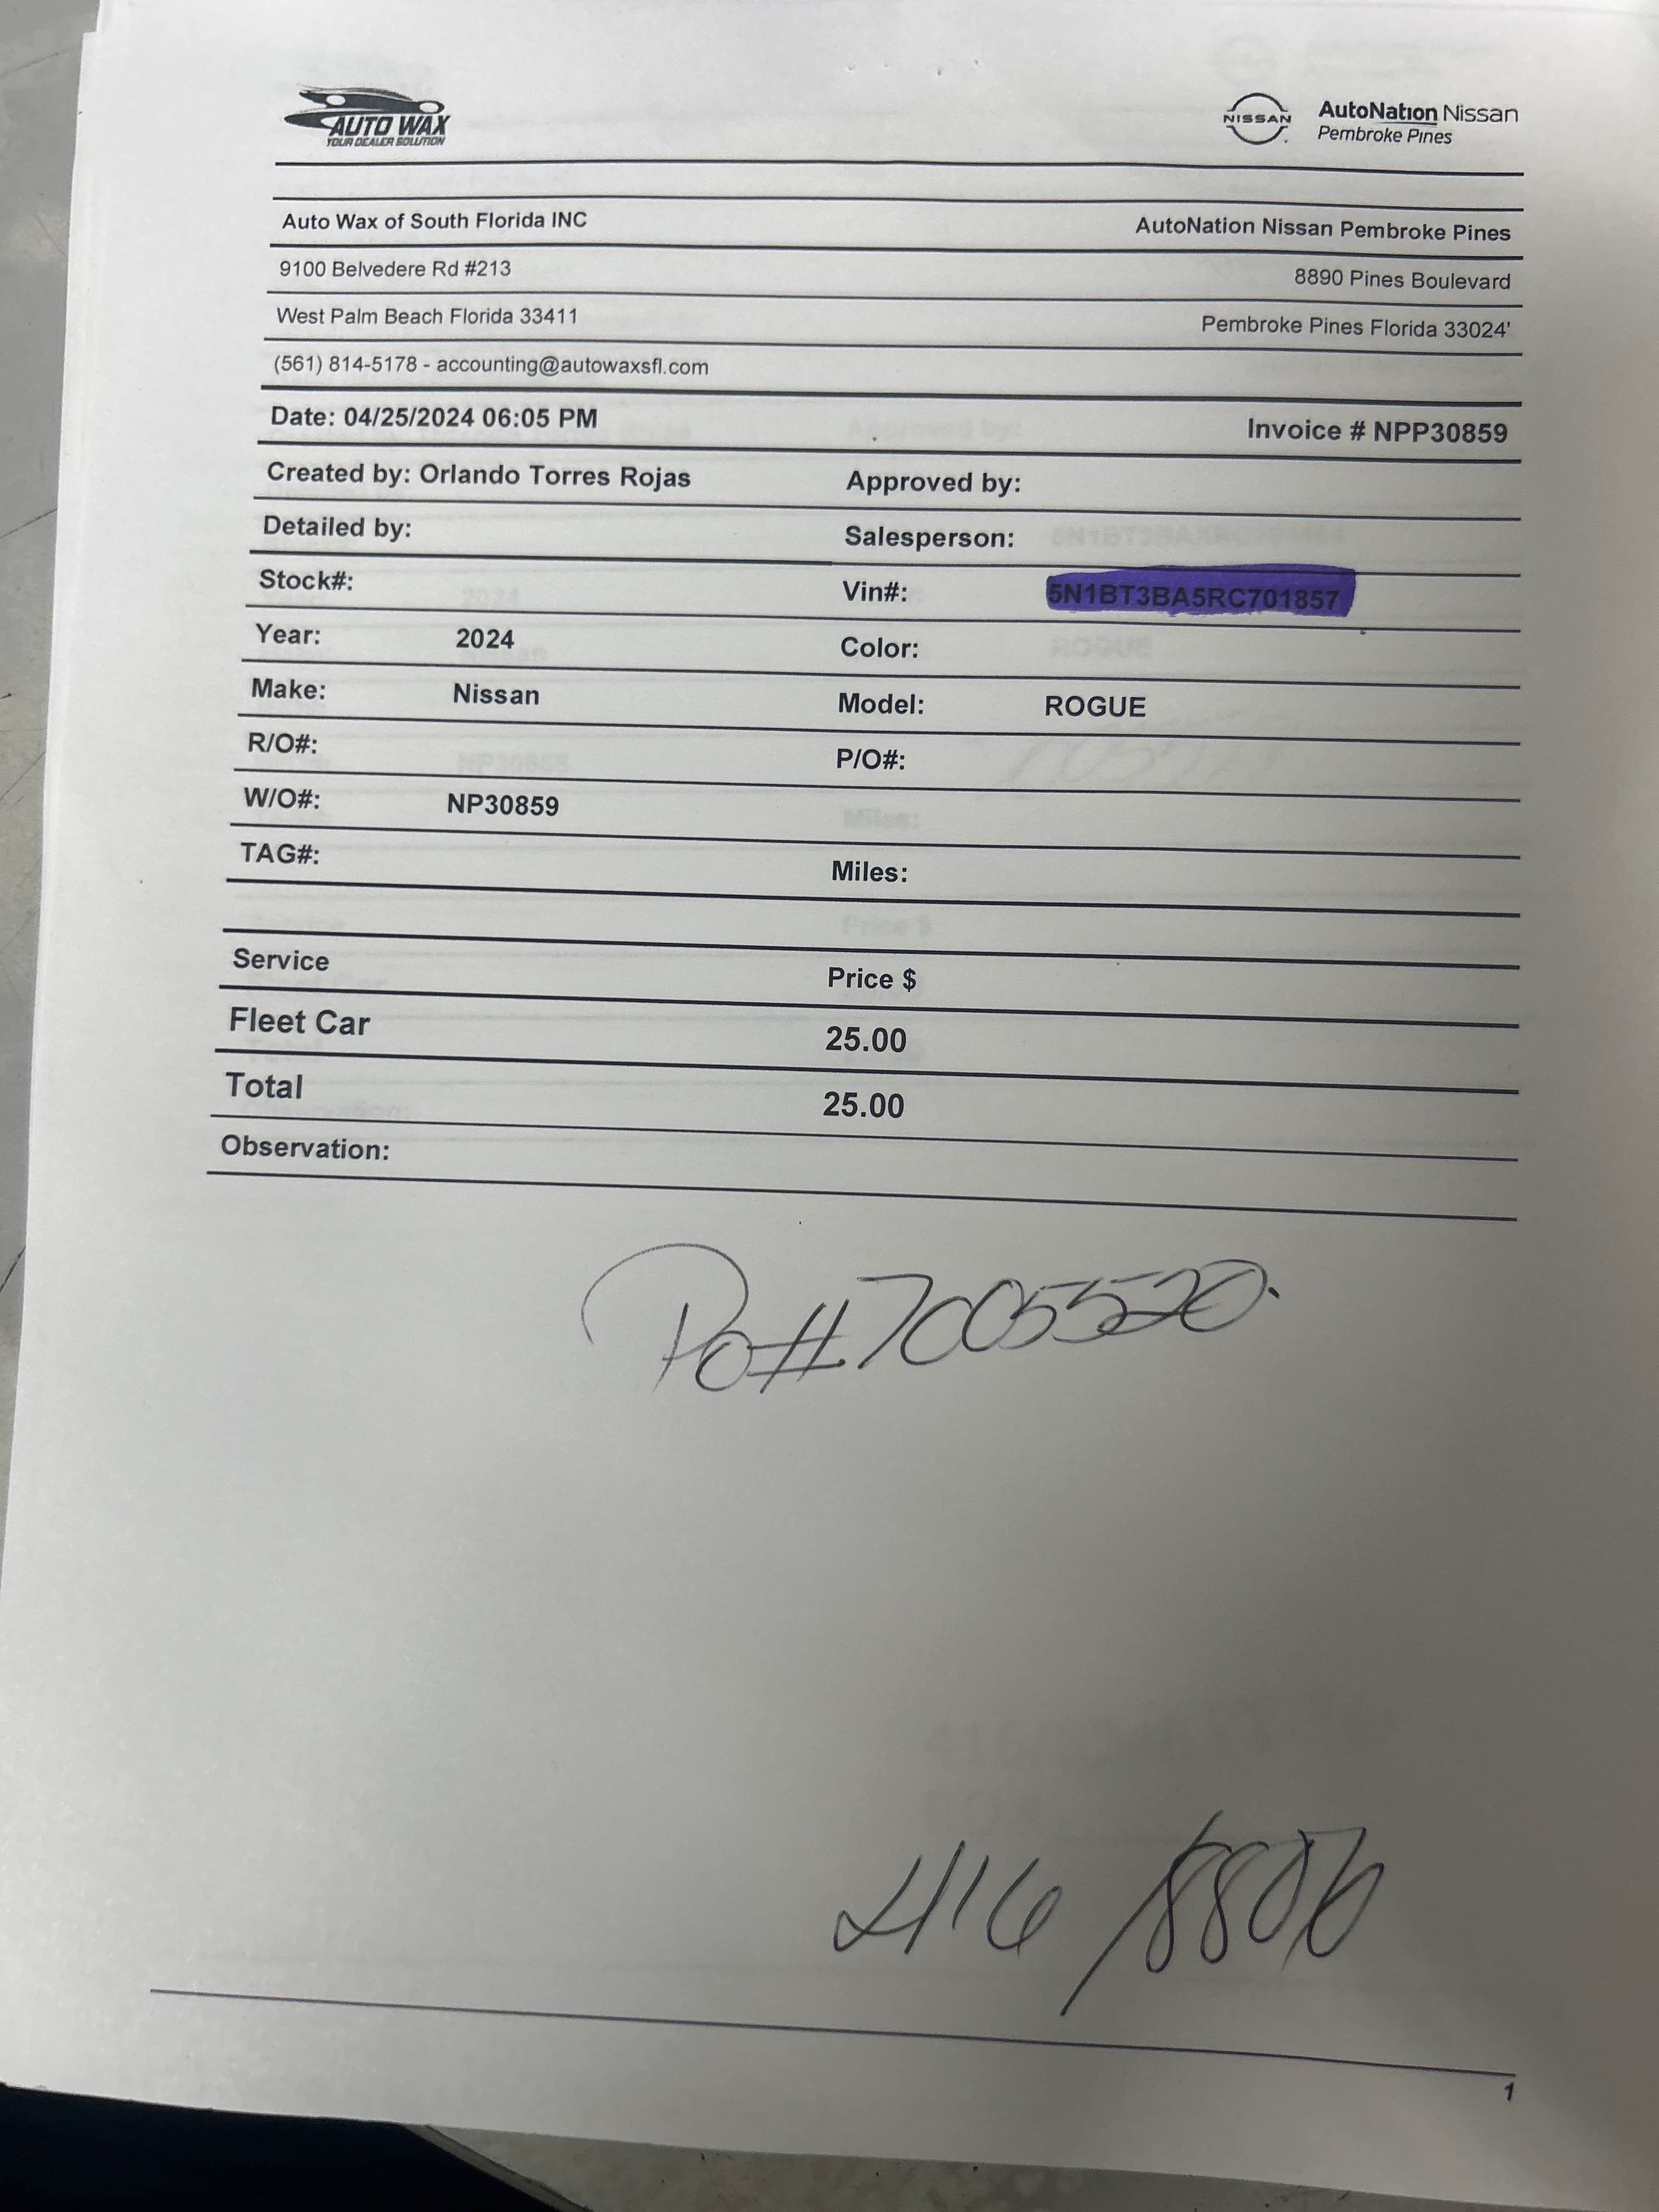 AUTO WAX
YOUR DEALER SOLUTION
NISSAN
AutoNation Nissan
Pembroke Pines
Auto Wax of South Florida INC
AutoNation Nissan Pembroke Pines
9100 Belvedere Rd #213
8890 Pines Boulevard
West Palm Beach Florida 33411
Pembroke Pines Florida 33024'
(561) 814-5178 - accounting@autowaxsfl.com
Date: 04/25/2024 06:05 PM
Invoice # NPP30859
Created by: Orlando Torres Rojas
Approved by:
Detailed by:
Salesperson:
Stock#:
Vin#: 5N1BT3BA5RC701857
Year: 2024
Color:
Make: Nissan
Model: ROGUE
R/O#:
P/O#:
W/O#: NP30859
TAG#:
Miles:
Service Price $
Fleet Car 25.00
Total 25.00
Observation:
Po# 7005520.
416
1